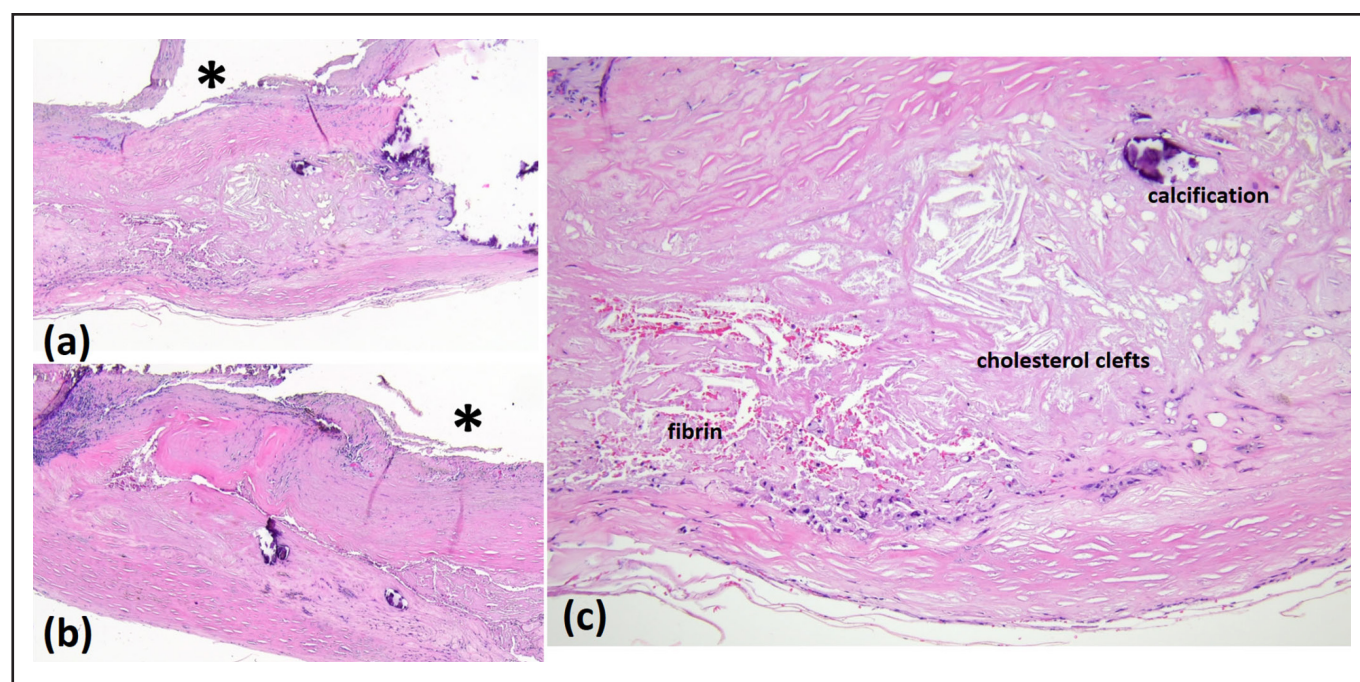 *
(a)
*
(b)
calcification
cholesterol clefts
fibrin
(c)